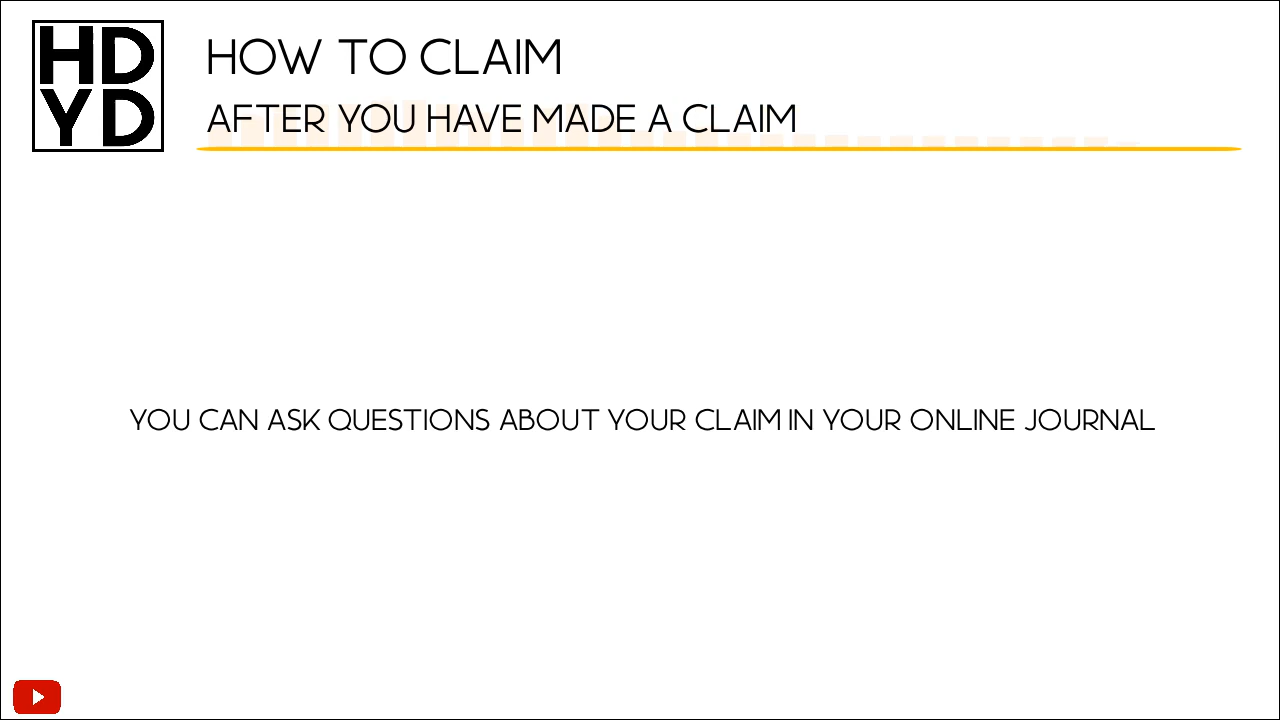 HD
YD
HOW TO CLAIM
AFTER YOU HAVE MADE A CLAIM
YOU CAN ASK QUESTIONS ABOUT YOUR CLAIM IN YOUR ONLINE JOURNAL